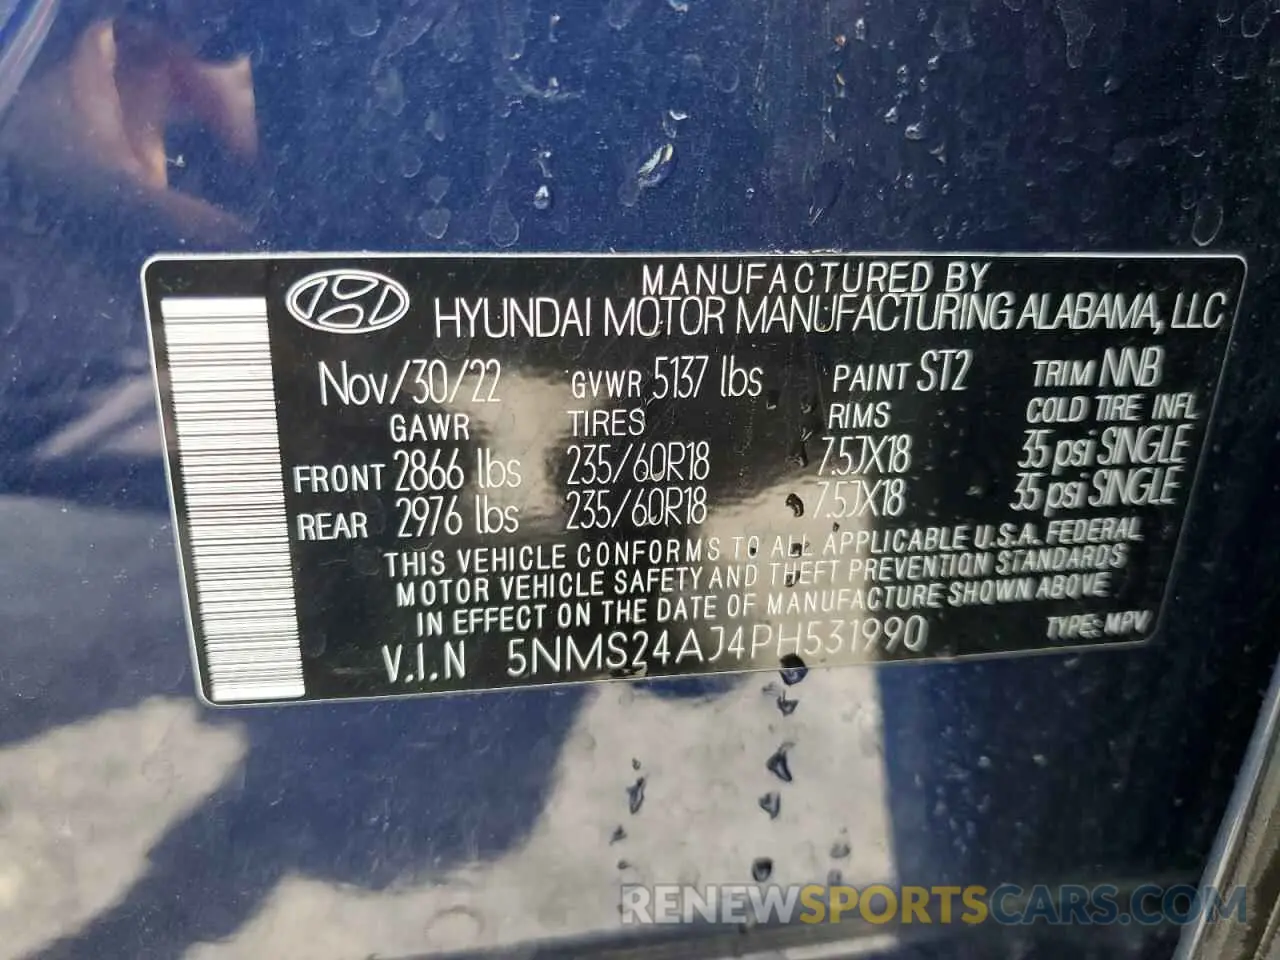 MANUFACTURED BY
HYUNDAI MOTOR MANUFACTURING ALABAMA, LLC
Nov/30/22 GVWR 5137 lbs PAINT ST2 TRIM NNB
GAWR TIRES RIMS COLD TIRE INFL
FRONT 2866 lbs 235/60R18 7.5JX18 35 psi SINGLE
REAR 2976 lbs 235/60R18 7.5JX18 35 psi SINGLE
THIS VEHICLE CONFORMS TO ALL APPLICABLE U.S.A. FEDERAL
MOTOR VEHICLE SAFETY AND THEFT PREVENTION STANDARDS
IN EFFECT ON THE DATE OF MANUFACTURE SHOWN ABOVE
V.I.N 5NMS24AJ4PH531990 TYPE: MPV
RENEWSPORTSCARS.COM